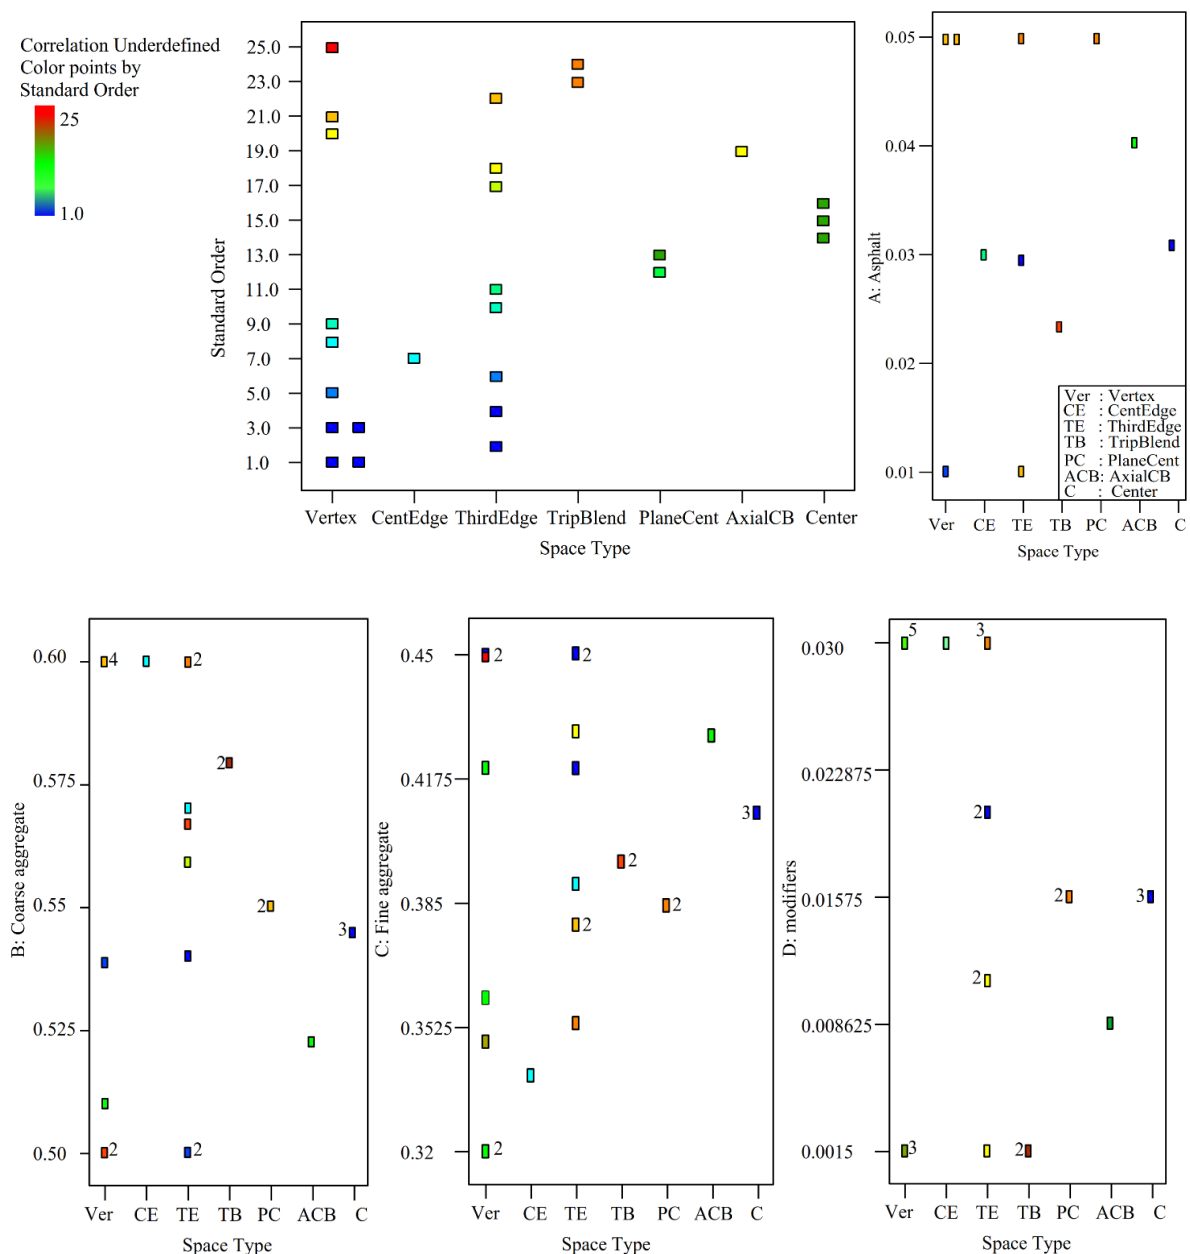 Correlation Underdefined
Color points by
Standard Order
25
1.0
Standard Order
25.0
23.0
21.0
19.0
17.0
15.0
13.0
11.0
9.0
7.0
5.0
3.0
1.0
Vertex CentEdge ThirdEdge TripBlend PlaneCent AxialCB Center
Space Type
A: Asphalt
0.05
0.04
0.03
0.02
0.01
Ver : Vertex
CE : CentEdge
TE : ThirdEdge
TB : TripBlend
PC : PlaneCent
ACB: AxialCB
C : Center
Ver CE TE TB PC ACB C
Space Type
B: Coarse aggregate
0.60
0.575
0.55
0.525
0.50
4
2
2
2
3
2
2
Ver CE TE TB PC ACB C
Space Type
C: Fine aggregate
0.45
0.4175
0.385
0.3525
0.32
2
2
3
2
2
2
2
Ver CE TE TB PC ACB C
Space Type
D: modifiers
0.030
0.022875
0.01575
0.008625
0.0015
5
3
2
2
3
2
3
2
Ver CE TE TB PC ACB C
Space Type